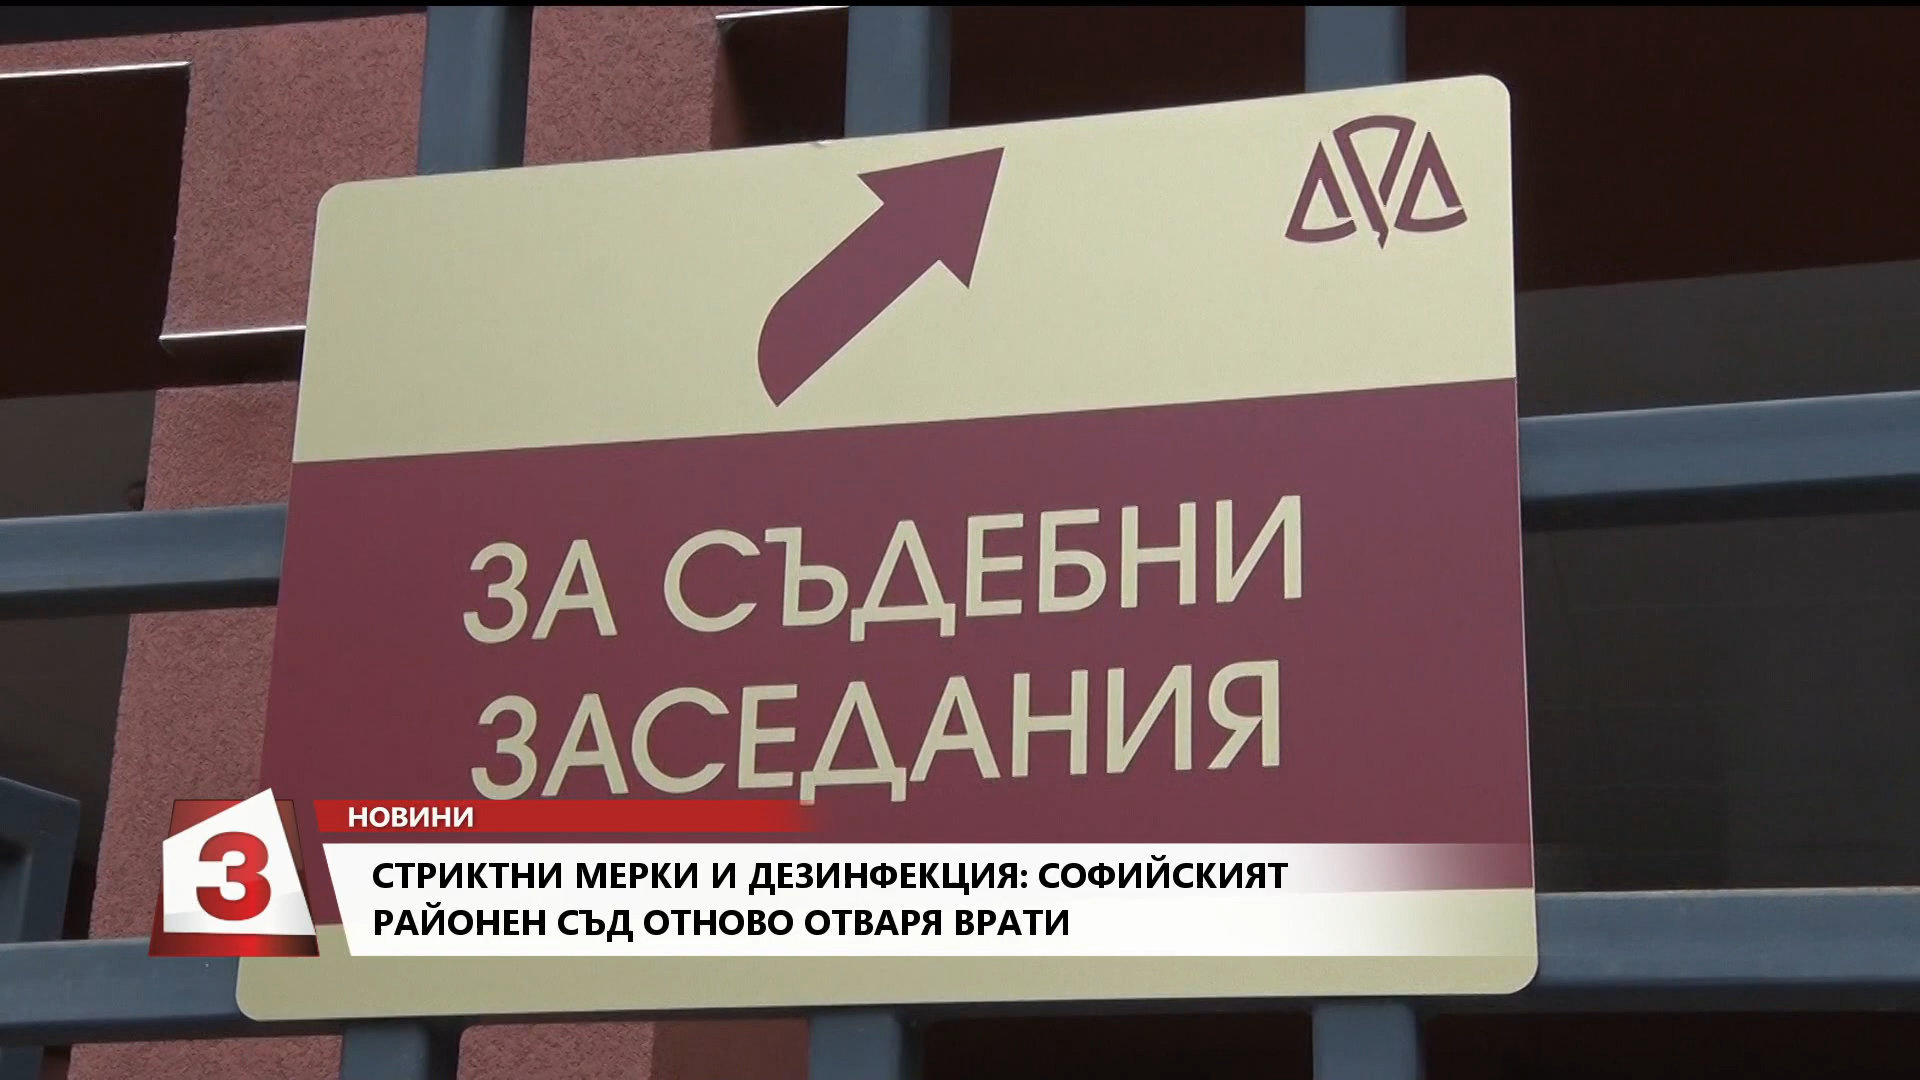 ЗА СЪДЕБНИ
ЗАСЕДАНИЯ
3
НОВИНИ
СТРИКТНИ МЕРКИ И ДЕЗИНФЕКЦИЯ: СОФИЙСКИЯТ
РАЙОНЕН СЪД ОТНОВО ОТВАРЯ ВРАТИ